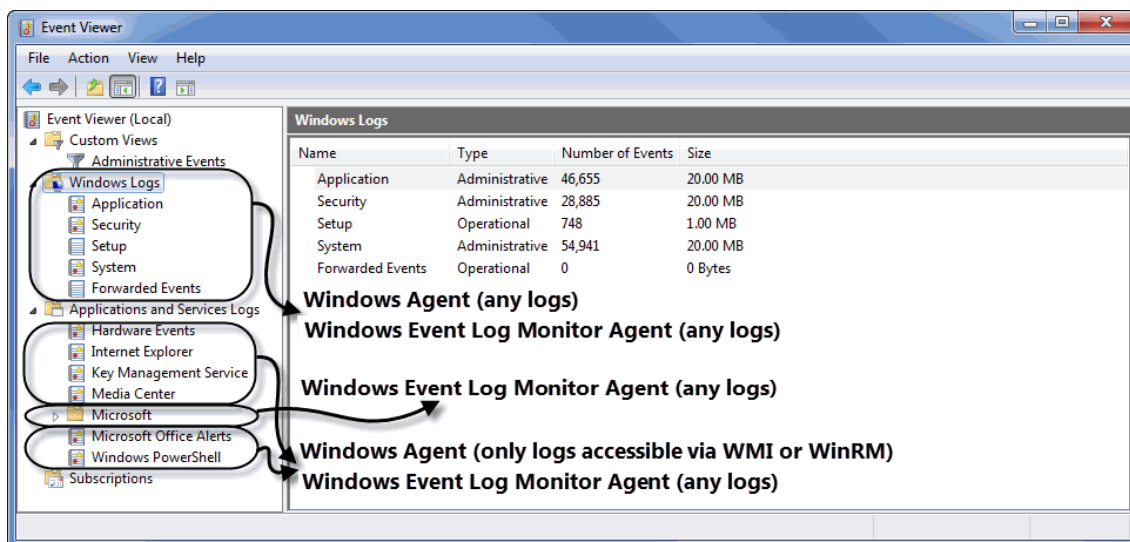 Event Viewer
File Action View Help
Event Viewer (Local)
Custom Views
Administrative Events
Windows Logs
Application
Security
Setup
System
Forwarded Events
Applications and Services Logs
Hardware Events
Internet Explorer
Key Management Service
Media Center
Microsoft
Microsoft Office Alerts
Windows PowerShell
Subscriptions
Windows Logs
Name Type Number of Events Size
Application Administrative 46,655 20.00 MB
Security Administrative 28,885 20.00 MB
Setup Operational 748 1.00 MB
System Administrative 54,941 20.00 MB
Forwarded Events Operational 0 0 Bytes
Windows Agent (any logs)
Windows Event Log Monitor Agent (any logs)
Windows Event Log Monitor Agent (any logs)
Windows Agent (only logs accessible via WMI or WinRM)
Windows Event Log Monitor Agent (any logs)